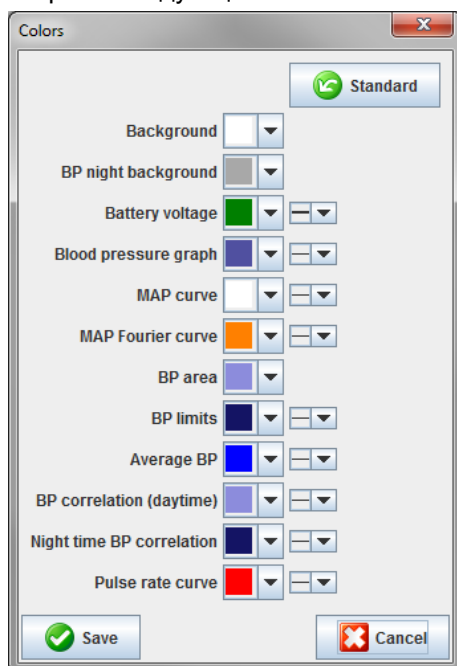 Colors
Standard
Background
BP night background
Battery voltage
Blood pressure graph
MAP curve
MAP Fourier curve
BP area
BP limits
Average BP
BP correlation (daytime)
Night time BP correlation
Pulse rate curve
Save Cancel